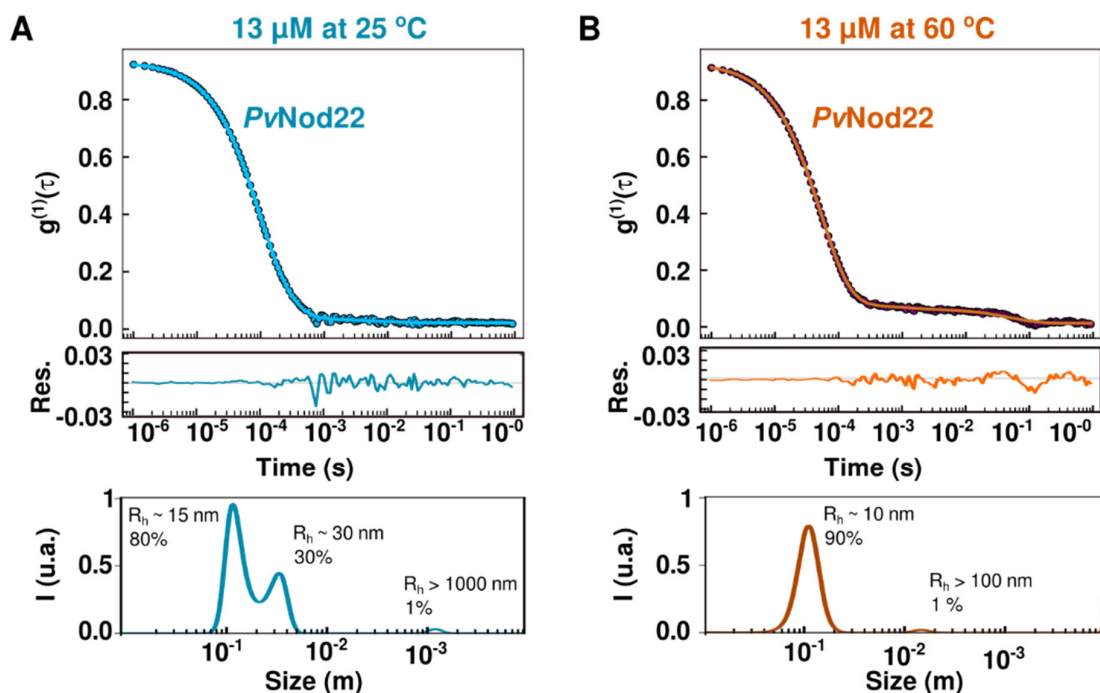 A
13 µM at 25 ºC
PvNod22
g⁽¹⁾(τ)
0.8
0.6
0.4
0.2
0.0
Res.
0.03
-0.03
10⁻⁶ 10⁻⁵ 10⁻⁴ 10⁻³ 10⁻² 10⁻¹ 10⁻⁰
Time (s)
I (u.a.)
1
0.5
0.0
Rₕ ~ 15 nm
80%
Rₕ ~ 30 nm
30%
Rₕ > 1000 nm
1%
10⁻¹ 10⁻² 10⁻³
Size (m)
B
13 µM at 60 ºC
PvNod22
g⁽¹⁾(τ)
0.8
0.6
0.4
0.2
0.0
Res.
0.03
-0.03
10⁻⁶ 10⁻⁵ 10⁻⁴ 10⁻³ 10⁻² 10⁻¹ 10⁻⁰
Time (s)
I (u.a.)
1
0.5
0.0
Rₕ ~ 10 nm
90%
Rₕ > 100 nm
1 %
10⁻¹ 10⁻² 10⁻³
Size (m)